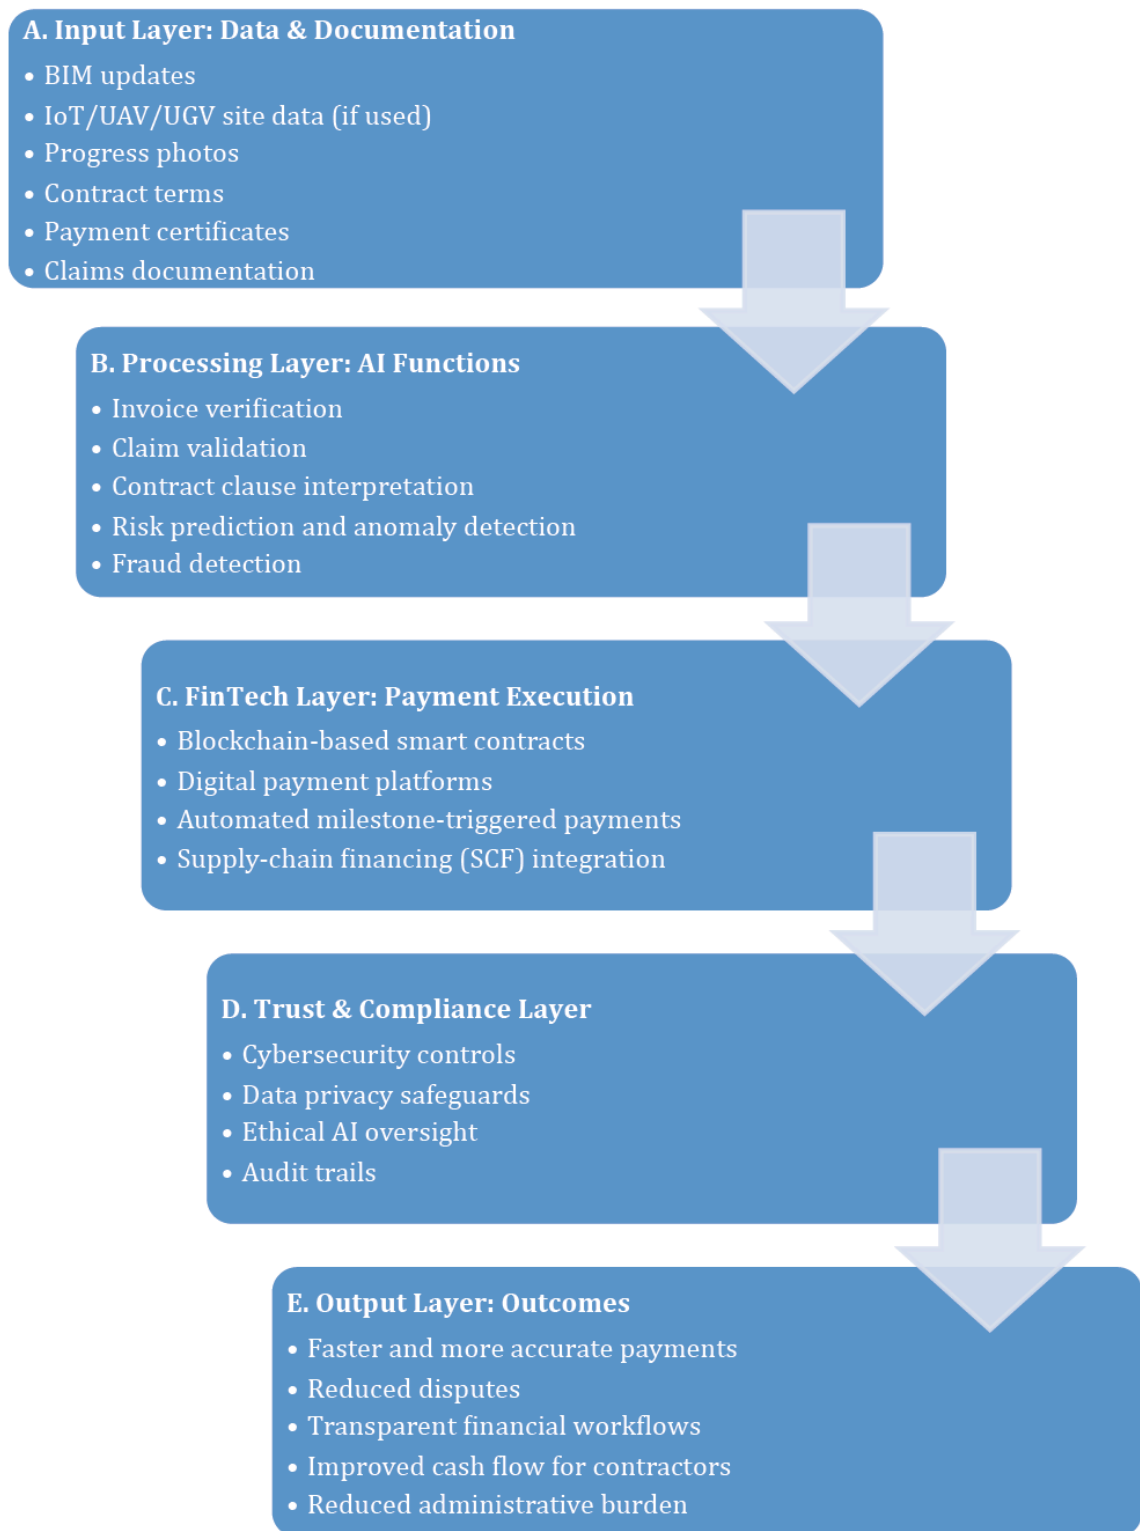 A. Input Layer: Data & Documentation
• BIM updates
• IoT/UAV/UGV site data (if used)
• Progress photos
• Contract terms
• Payment certificates
• Claims documentation
B. Processing Layer: AI Functions
• Invoice verification
• Claim validation
• Contract clause interpretation
• Risk prediction and anomaly detection
• Fraud detection
C. FinTech Layer: Payment Execution
• Blockchain-based smart contracts
• Digital payment platforms
• Automated milestone-triggered payments
• Supply-chain financing (SCF) integration
D. Trust & Compliance Layer
• Cybersecurity controls
• Data privacy safeguards
• Ethical AI oversight
• Audit trails
E. Output Layer: Outcomes
• Faster and more accurate payments
• Reduced disputes
• Transparent financial workflows
• Improved cash flow for contractors
• Reduced administrative burden